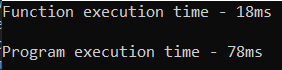 Function execution time - 18ms
Program execution time - 78ms